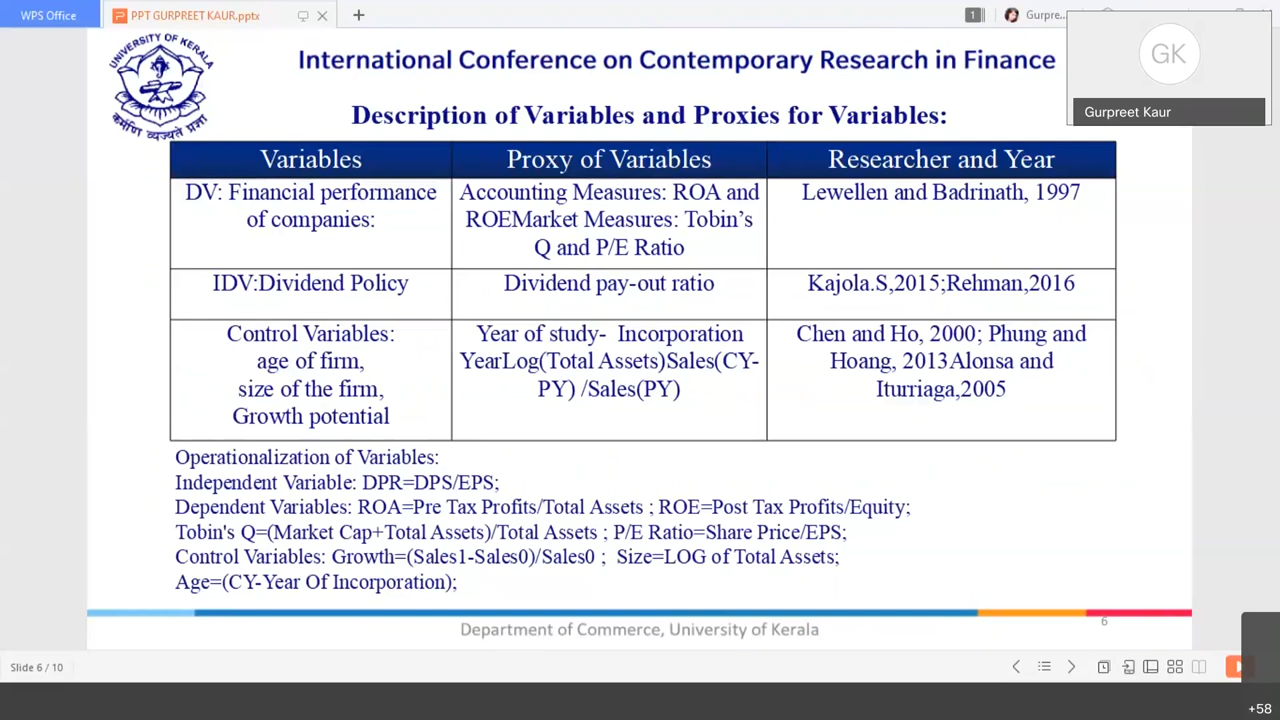 WPS Office
PPT GURPREET KAUR.pptx
1
Gurpre...
UNIVERSITY OF KERALA
कर्मणि व्यज्यते प्रज्ञा
International Conference on Contemporary Research in Finance
GK
Gurpreet Kaur
Description of Variables and Proxies for Variables:
Variables
Proxy of Variables
Researcher and Year
DV: Financial performance
of companies:
Accounting Measures: ROA and
ROEMarket Measures: Tobin's
Q and P/E Ratio
Lewellen and Badrinath, 1997
IDV:Dividend Policy
Dividend pay-out ratio
Kajola.S,2015;Rehman,2016
Control Variables:
age of firm,
size of the firm,
Growth potential
Year of study- Incorporation
YearLog(Total Assets)Sales(CY-
PY) /Sales(PY)
Chen and Ho, 2000; Phung and
Hoang, 2013Alonsa and
Iturriaga,2005
Operationalization of Variables:
Independent Variable: DPR=DPS/EPS;
Dependent Variables: ROA=Pre Tax Profits/Total Assets ; ROE=Post Tax Profits/Equity;
Tobin's Q=(Market Cap+Total Assets)/Total Assets ; P/E Ratio=Share Price/EPS;
Control Variables: Growth=(Sales1-Sales0)/Sales0 ; Size=LOG of Total Assets;
Age=(CY-Year Of Incorporation);
6
Department of Commerce, University of Kerala
Slide 6 / 10
+58